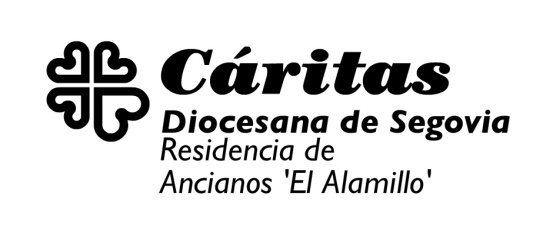 Cáritas
Diocesana de Segovia
Residencia de
Ancianos 'El Alamillo'